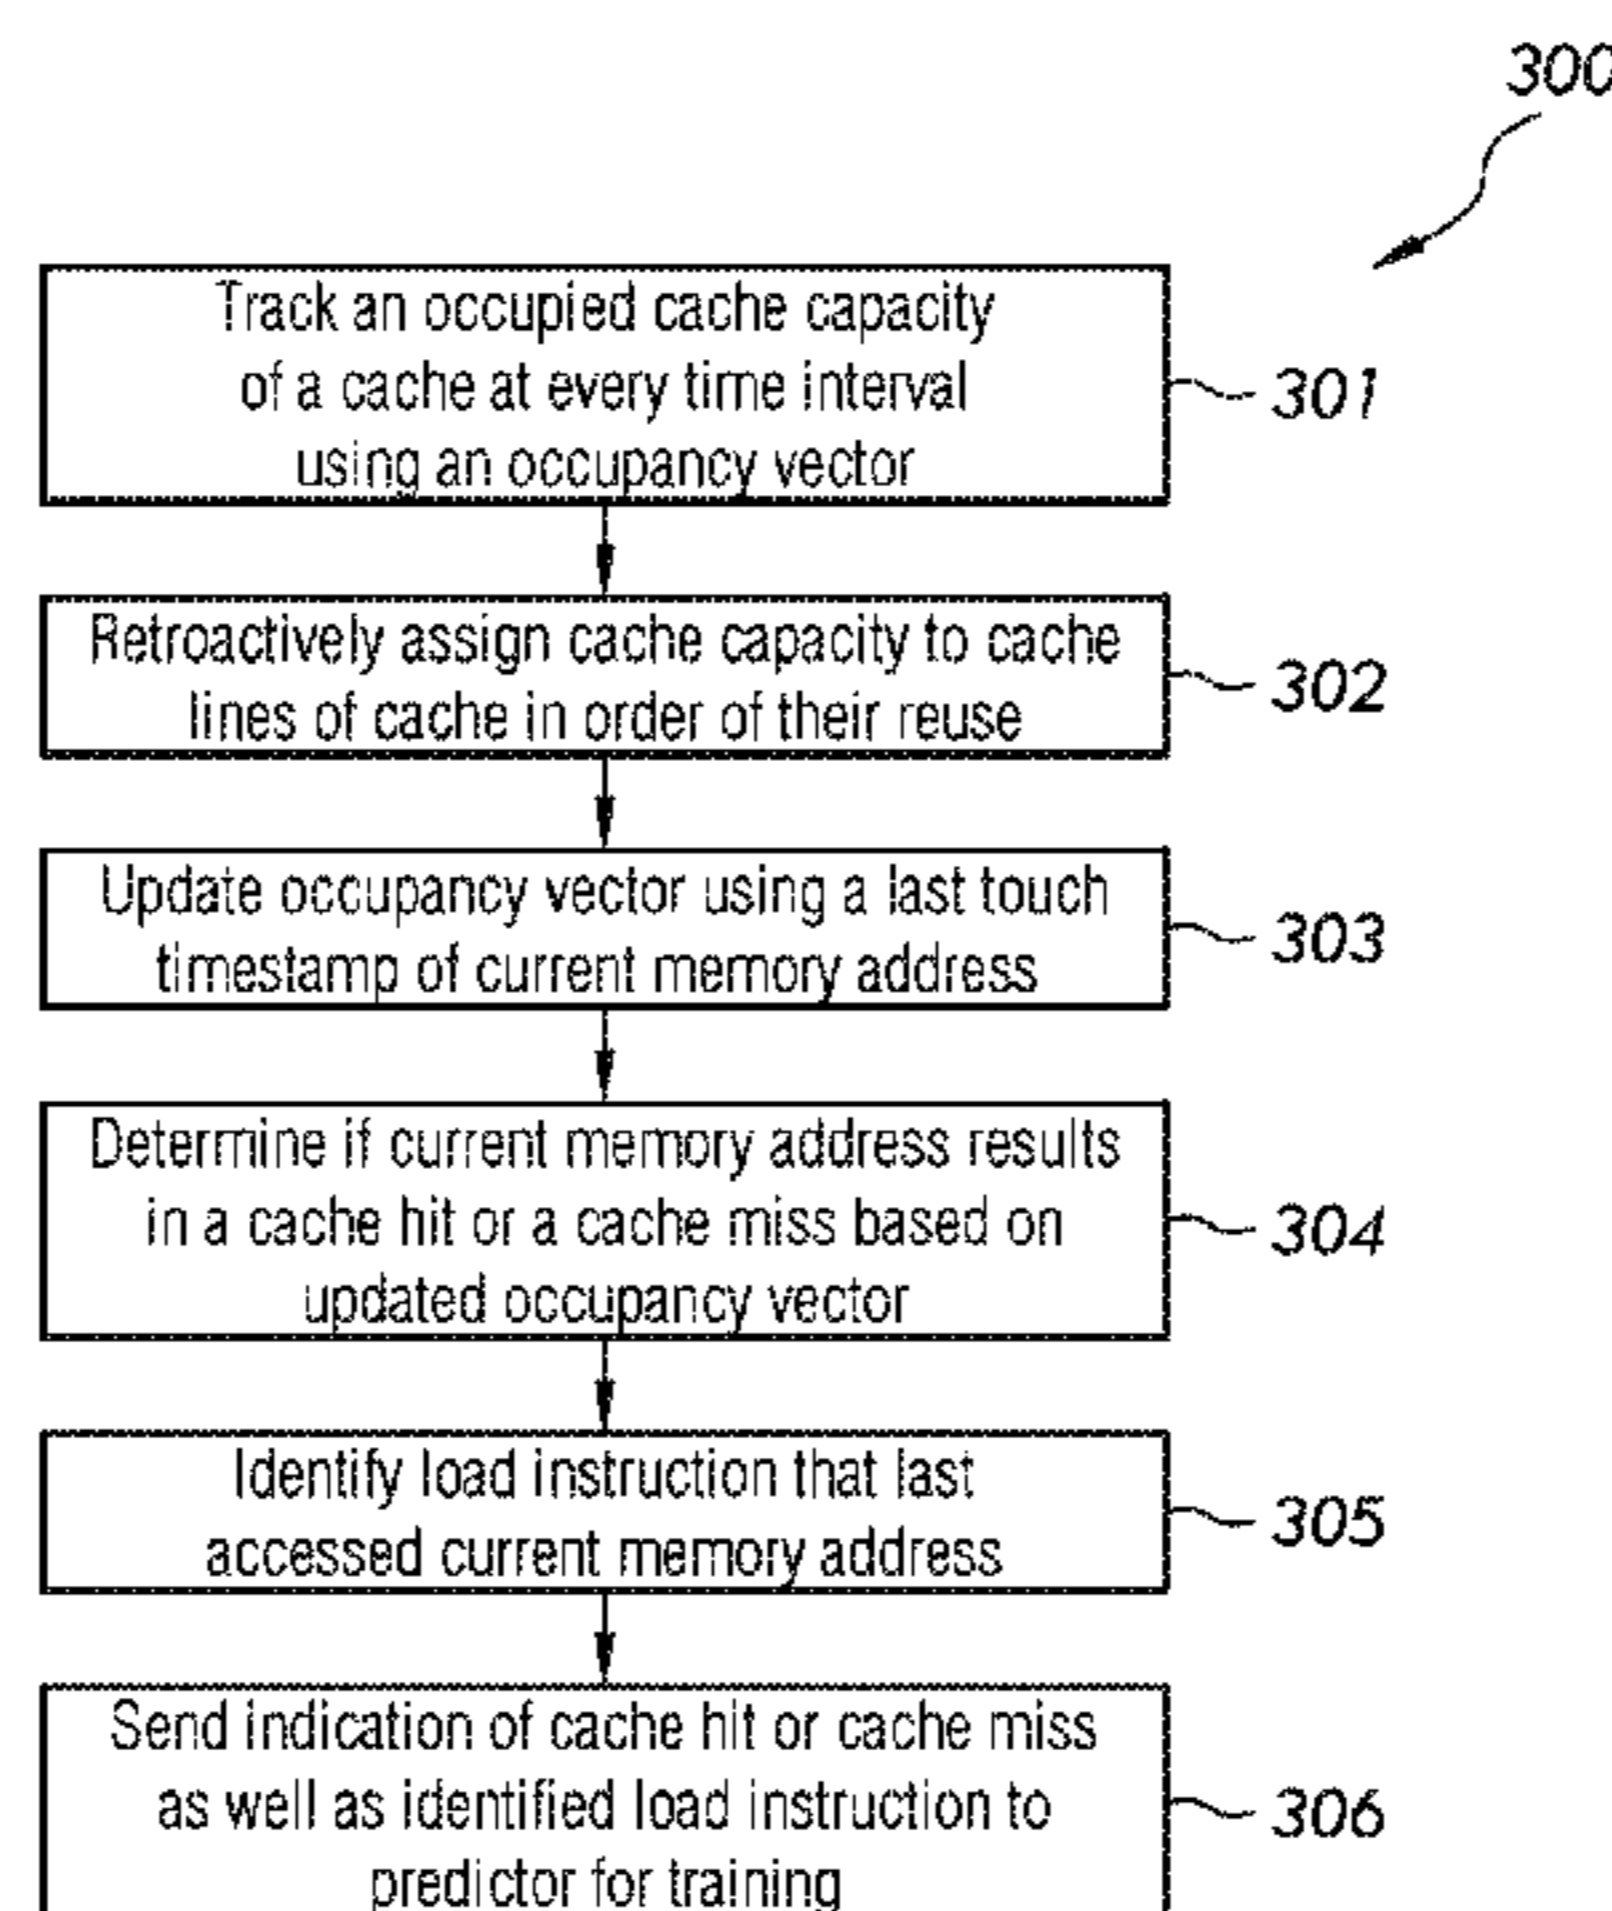 300
Track an occupied cache capacity
of a cache at every time interval
using an occupancy vector
301
Retroactively assign cache capacity to cache
lines of cache in order of their reuse
302
Update occupancy vector using a last touch
timestamp of current memory address
303
Determine if current memory address results
in a cache hit or a cache miss based on
updated occupancy vector
304
Identify load instruction that last
accessed current memory address
305
Send indication of cache hit or cache miss
as well as identified load instruction to
predictor for training
306